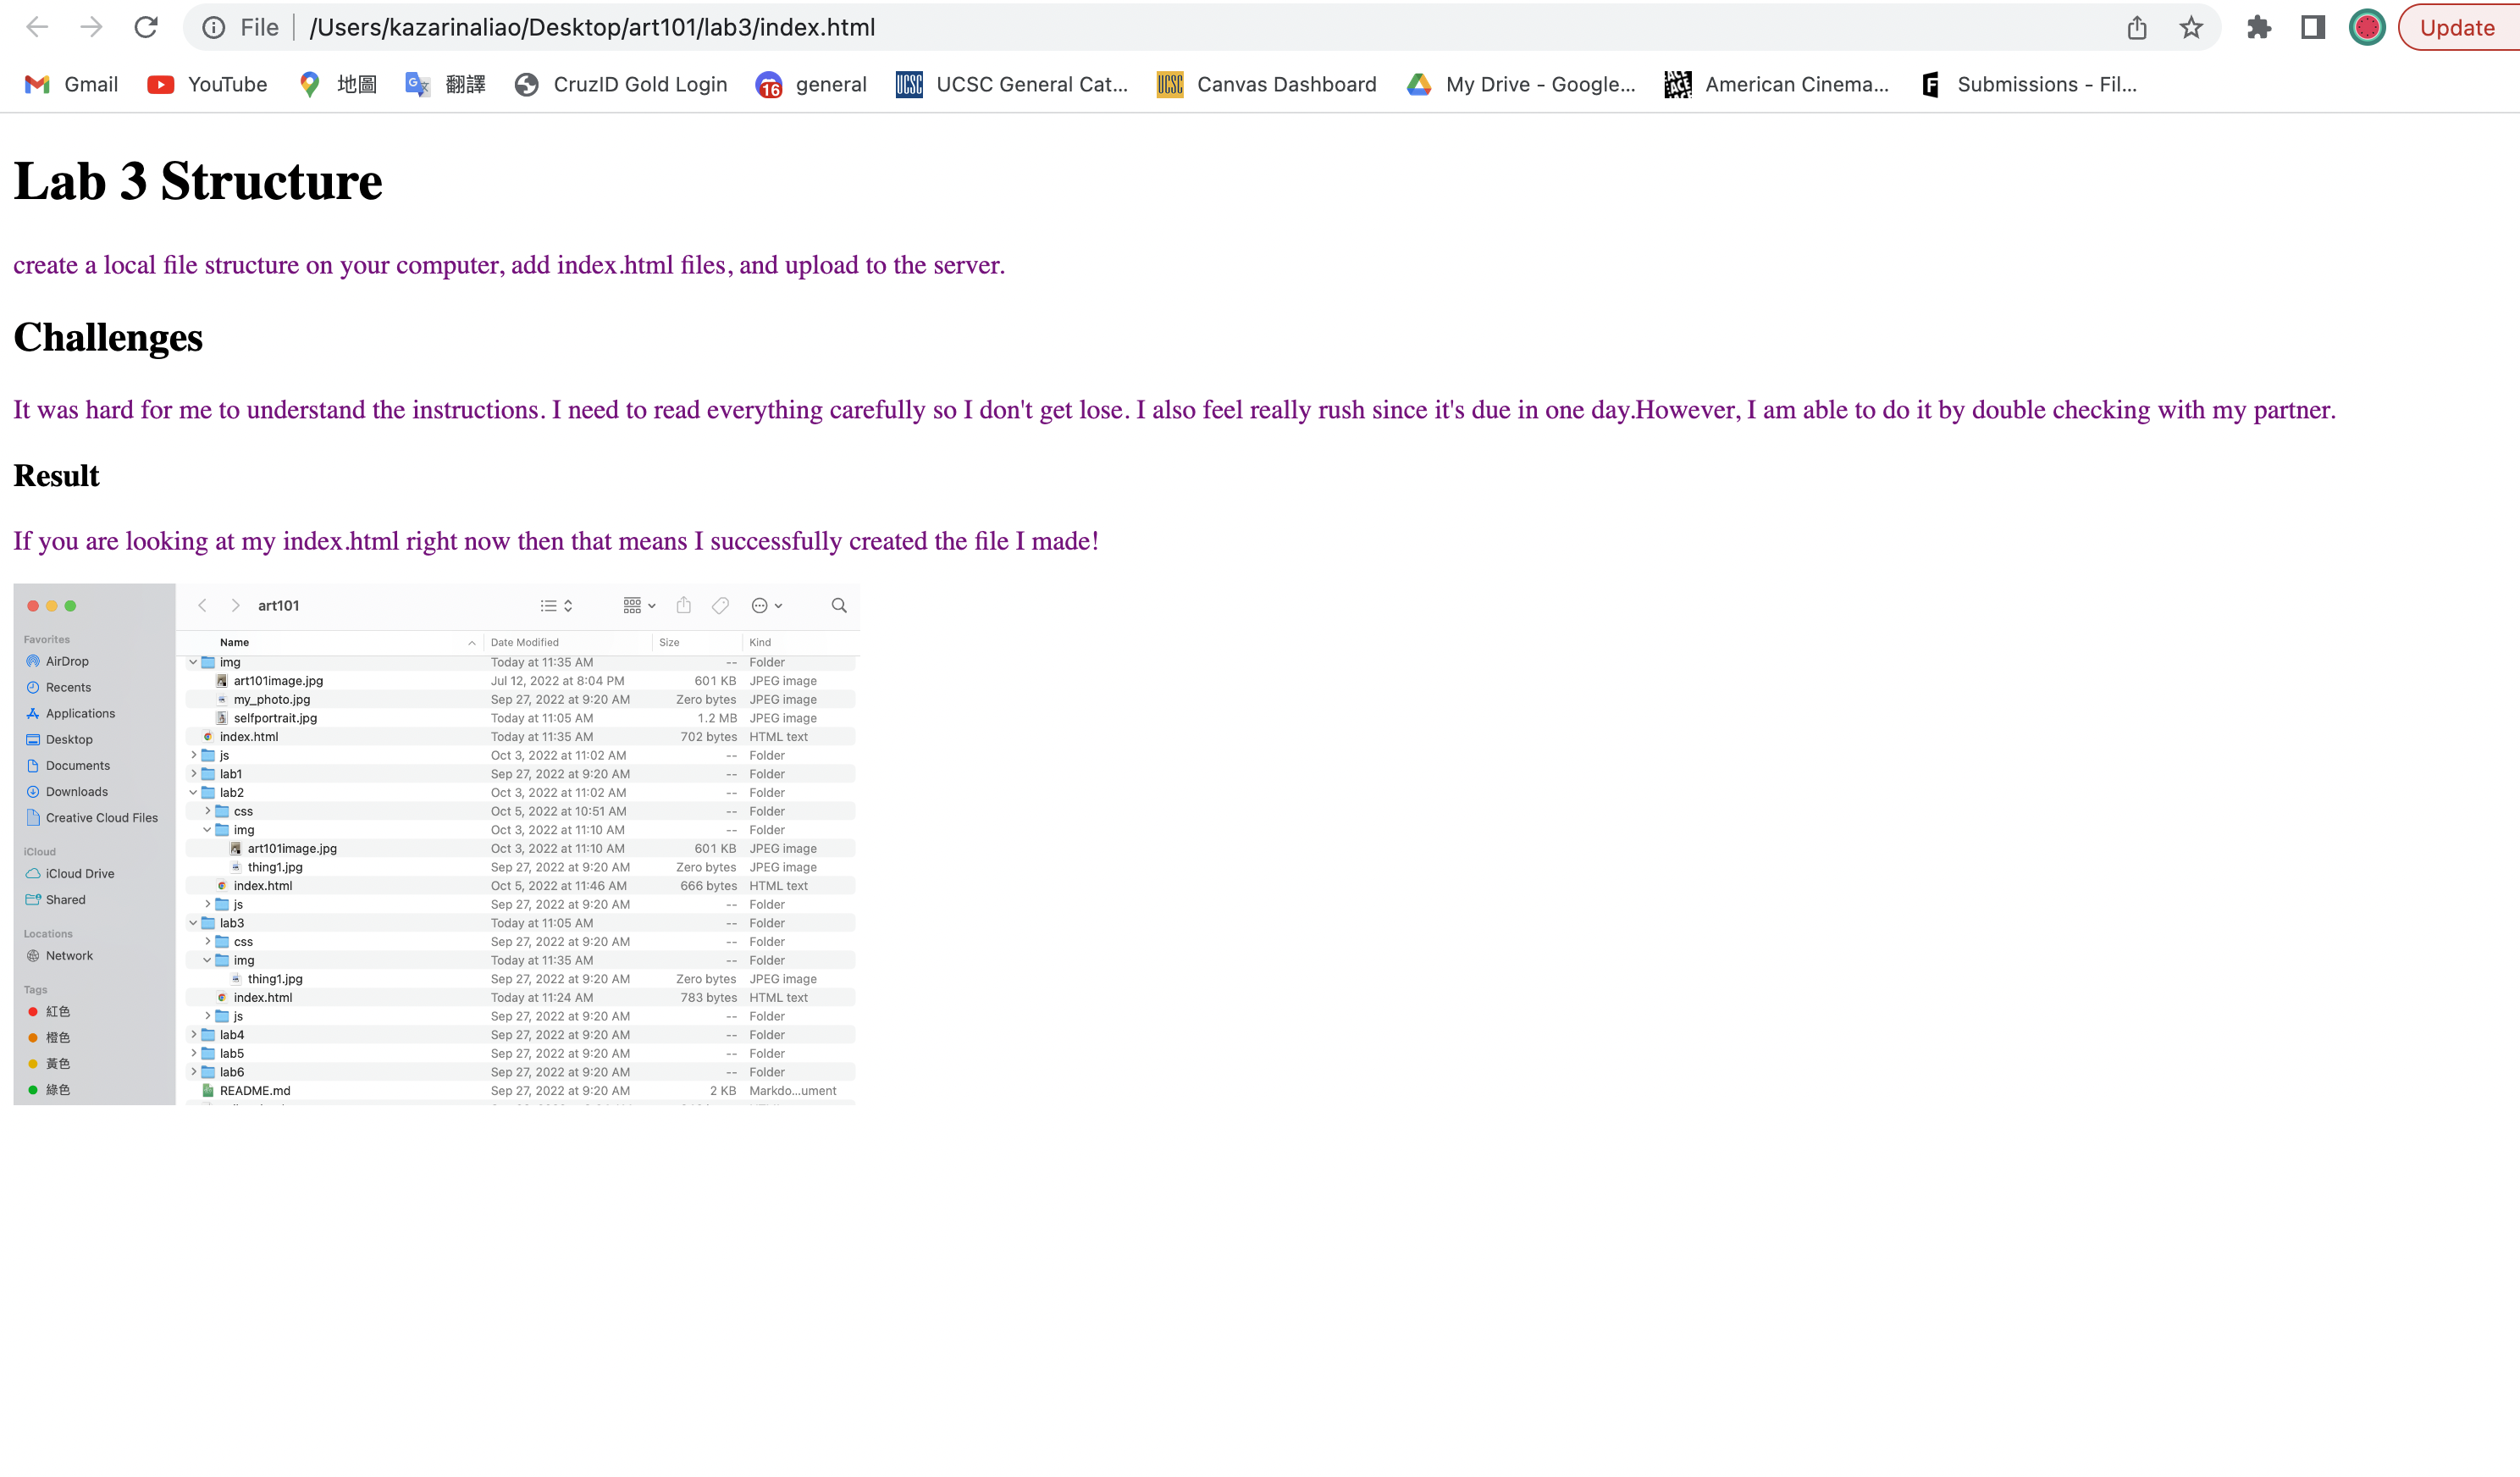 File /Users/kazarinaliao/Desktop/art101/lab3/index.html Update
Gmail YouTube 地圖 翻譯 CruzID Gold Login 16 general UCSC UCSC General Cat... UCSC Canvas Dashboard My Drive - Google... American Cinema... Submissions - Fil...
Lab 3 Structure
create a local file structure on your computer, add index.html files, and upload to the server.
Challenges
It was hard for me to understand the instructions. I need to read everything carefully so I don't get lose. I also feel really rush since it's due in one day.However, I am able to do it by double checking with my partner.
Result
If you are looking at my index.html right now then that means I successfully created the file I made!
art101
Favorites
AirDrop
Recents
Applications
Desktop
Documents
Downloads
Creative Cloud Files
iCloud
iCloud Drive
Shared
Locations
Network
Tags
紅色
橙色
黃色
綠色
Name Date Modified Size Kind
img Today at 11:35 AM -- Folder
art101image.jpg Jul 12, 2022 at 8:04 PM 601 KB JPEG image
my_photo.jpg Sep 27, 2022 at 9:20 AM Zero bytes JPEG image
selfportrait.jpg Today at 11:05 AM 1.2 MB JPEG image
index.html Today at 11:35 AM 702 bytes HTML text
js Oct 3, 2022 at 11:02 AM -- Folder
lab1 Sep 27, 2022 at 9:20 AM -- Folder
lab2 Oct 3, 2022 at 11:02 AM -- Folder
css Oct 5, 2022 at 10:51 AM -- Folder
img Oct 3, 2022 at 11:10 AM -- Folder
art101image.jpg Oct 3, 2022 at 11:10 AM 601 KB JPEG image
thing1.jpg Sep 27, 2022 at 9:20 AM Zero bytes JPEG image
index.html Oct 5, 2022 at 11:46 AM 666 bytes HTML text
js Sep 27, 2022 at 9:20 AM -- Folder
lab3 Today at 11:05 AM -- Folder
css Sep 27, 2022 at 9:20 AM -- Folder
img Today at 11:35 AM -- Folder
thing1.jpg Sep 27, 2022 at 9:20 AM Zero bytes JPEG image
index.html Today at 11:24 AM 783 bytes HTML text
js Sep 27, 2022 at 9:20 AM -- Folder
lab4 Sep 27, 2022 at 9:20 AM -- Folder
lab5 Sep 27, 2022 at 9:20 AM -- Folder
lab6 Sep 27, 2022 at 9:20 AM -- Folder
README.md Sep 27, 2022 at 9:20 AM 2 KB Markdo...ument